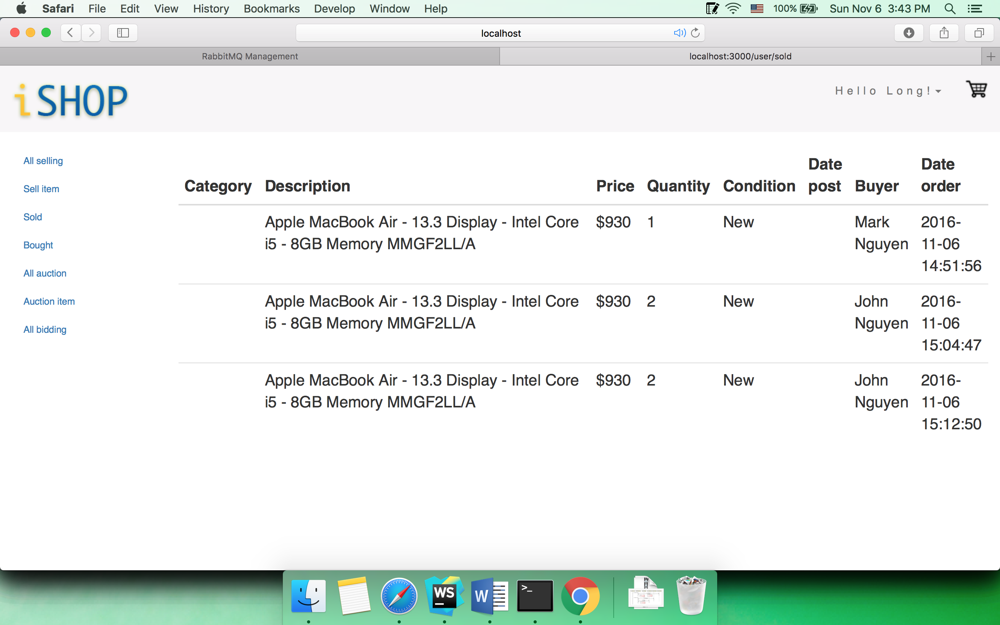 Safari File Edit View History Bookmarks Develop Window Help 100% Sun Nov 6 3:43 PM
localhost
RabbitMQ Management
localhost:3000/user/sold
i SHOP
Hello Long!
All selling
Sell item
Sold
Bought
All auction
Auction item
All bidding
Category Description Price Quantity Condition Date post Buyer Date order
Apple MacBook Air - 13.3 Display - Intel Core $930 1 New Mark 2016-
i5 - 8GB Memory MMGF2LL/A Nguyen 11-06
14:51:56
Apple MacBook Air - 13.3 Display - Intel Core $930 2 New John 2016-
i5 - 8GB Memory MMGF2LL/A Nguyen 11-06
15:04:47
Apple MacBook Air - 13.3 Display - Intel Core $930 2 New John 2016-
i5 - 8GB Memory MMGF2LL/A Nguyen 11-06
15:12:50
WS
W
>_